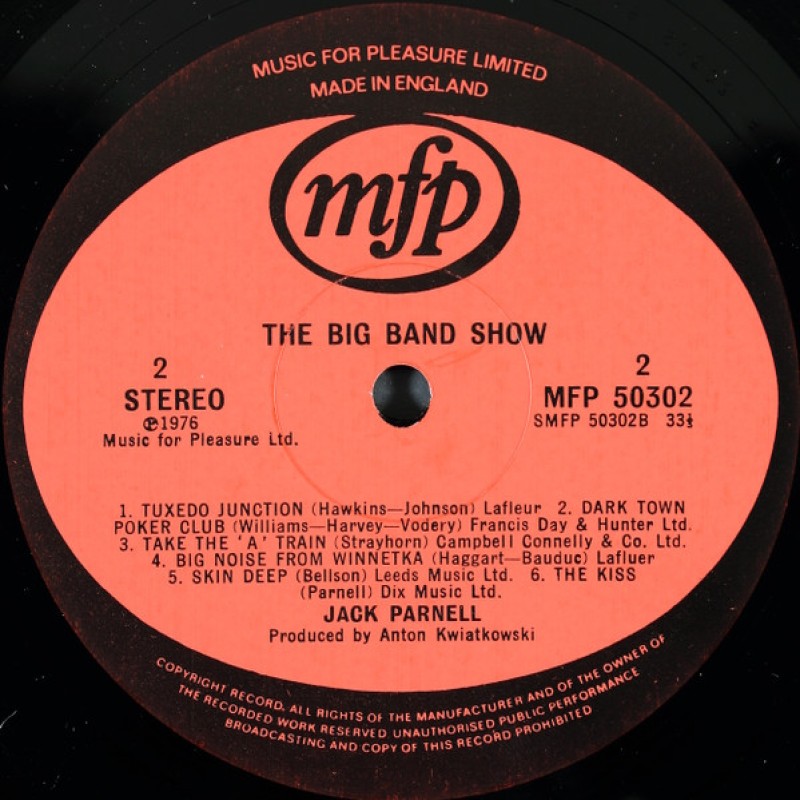 MUSIC FOR PLEASURE LIMITED
MADE IN ENGLAND
mfp
THE BIG BAND SHOW
2
STEREO
℗1976
Music for Pleasure Ltd.
2
MFP 50302
SMFP 50302B 33⅓
1. TUXEDO JUNCTION (Hawkins—Johnson) Lafleur 2. DARK TOWN
POKER CLUB (Williams—Harvey—Vodery) Francis Day & Hunter Ltd.
3. TAKE THE 'A' TRAIN (Strayhorn) Campbell Connelly & Co. Ltd.
4. BIG NOISE FROM WINNETKA (Haggart—Bauduc) Lafluer
5. SKIN DEEP (Bellson) Leeds Music Ltd. 6. THE KISS
(Parnell) Dix Music Ltd.
JACK PARNELL
Produced by Anton Kwiatkowski
COPYRIGHT RECORD. ALL RIGHTS OF THE MANUFACTURER AND OF THE OWNER OF
THE RECORDED WORK RESERVED UNAUTHORISED PUBLIC PERFORMANCE
BROADCASTING AND COPY OF THIS RECORD PROHIBITED